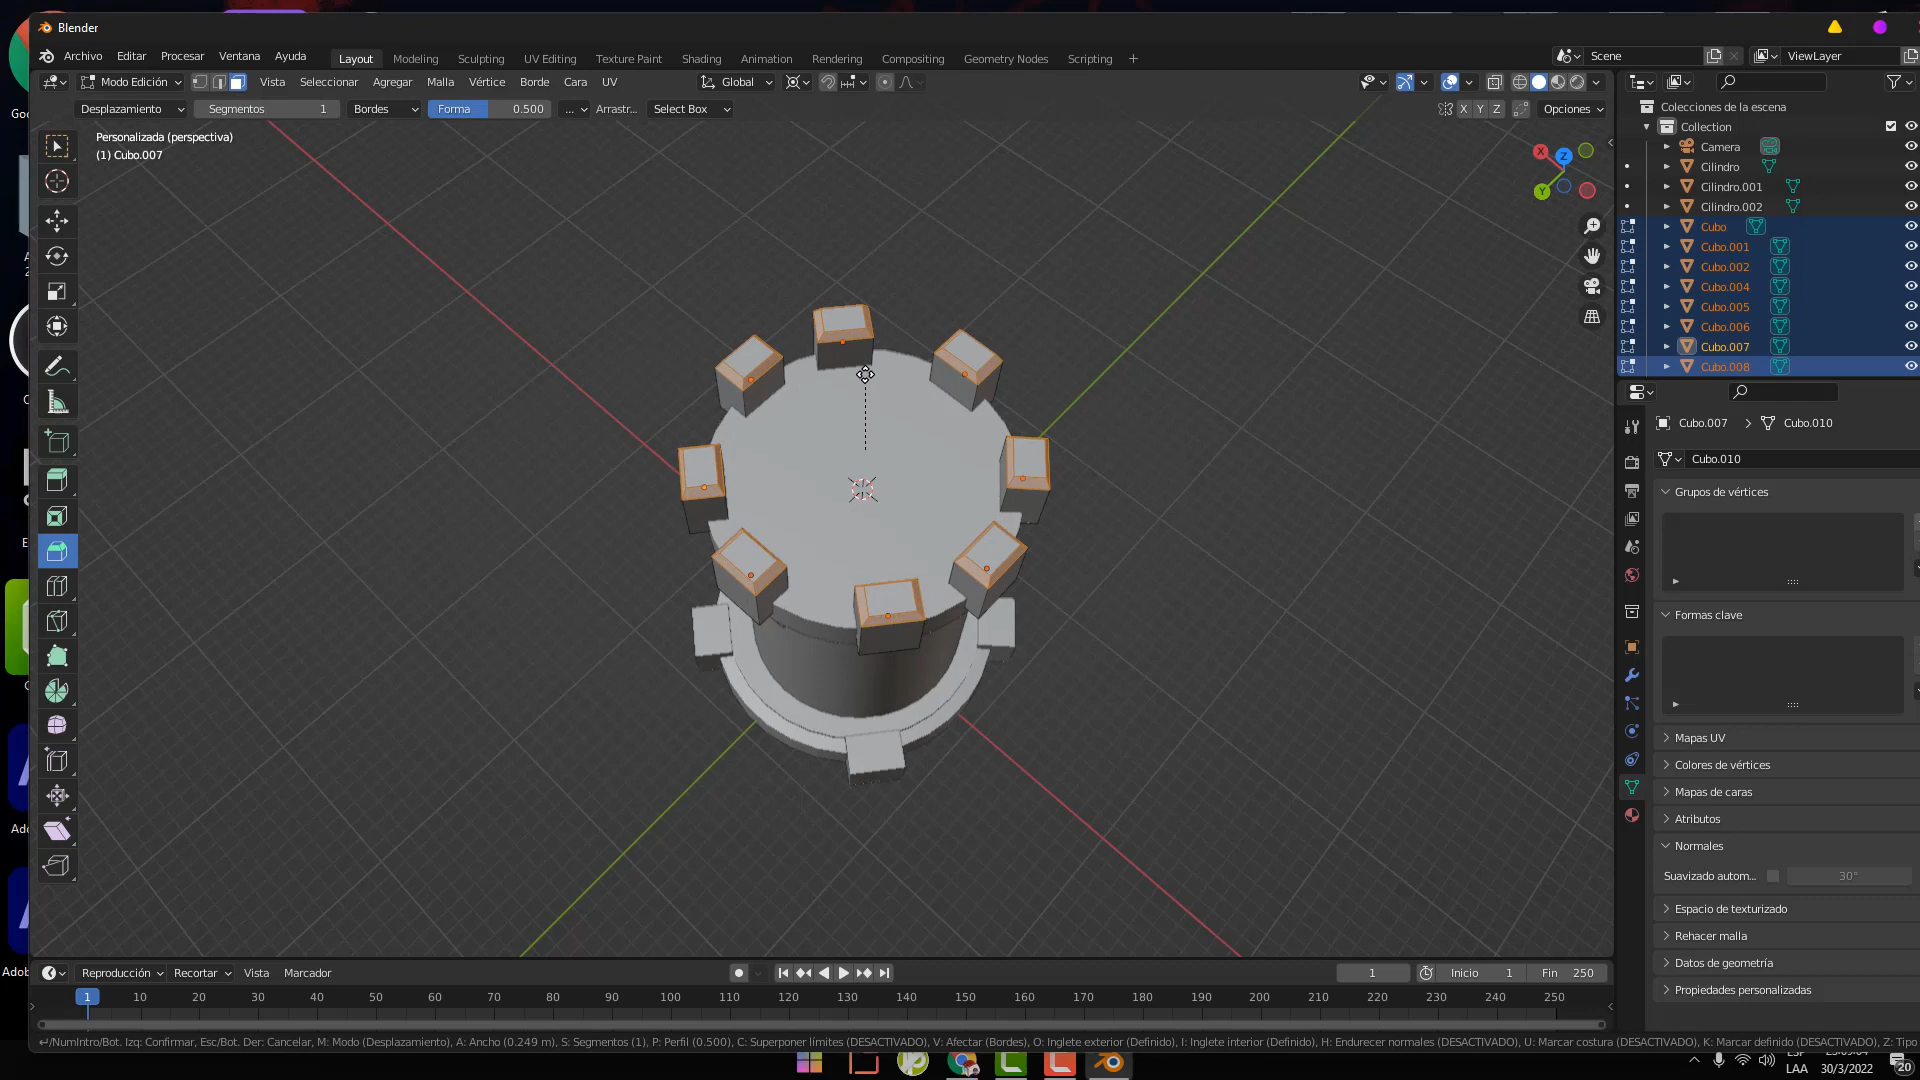 Blender
Archivo Editar Procesar Ventana Ayuda Layout Modeling Sculpting UV Editing Texture Paint Shading Animation Rendering Compositing Geometry Nodes Scripting + Scene ViewLayer
Modo Edición Vista Seleccionar Agregar Malla Vértice Borde Cara UV Global
Desplazamiento Segmentos 1 Bordes Forma 0.500 ... Arrastr... Select Box X Y Z Opciones
Personalizada (perspectiva)
(1) Cubo.007
X Z Y
Colecciones de la escena
Collection
Camera
Cilindro
Cilindro.001
Cilindro.002
Cubo
Cubo.001
Cubo.002
Cubo.004
Cubo.005
Cubo.006
Cubo.007
Cubo.008
Cubo.007 > Cubo.010
Cubo.010
Grupos de vértices
Formas clave
Mapas UV
Colores de vértices
Mapas de caras
Atributos
Normales
Suavizado autom... 30°
Espacio de texturizado
Rehacer malla
Datos de geometría
Propiedades personalizadas
Reproducción Recortar Vista Marcador 1 Inicio 1 Fin 250
1 10 20 30 40 50 60 70 80 90 100 110 120 130 140 150 160 170 180 190 200 210 220 230 240 250
↵/NumIntro/Bot. Izq: Confirmar, Esc/Bot. Der: Cancelar, M: Modo (Desplazamiento), A: Ancho (0.249 m), S: Segmentos (1), P: Perfil (0.500), C: Superponer límites (DESACTIVADO), V: Afectar (Bordes), O: Inglete exterior (Definido), I: Inglete interior (Definido), H: Endurecer normales (DESACTIVADO), U: Marcar costura (DESACTIVADO), K: Marcar definido (DESACTIVADO), Z: Tipo
Goo
Ado
Adob
LAA 30/3/2022 20